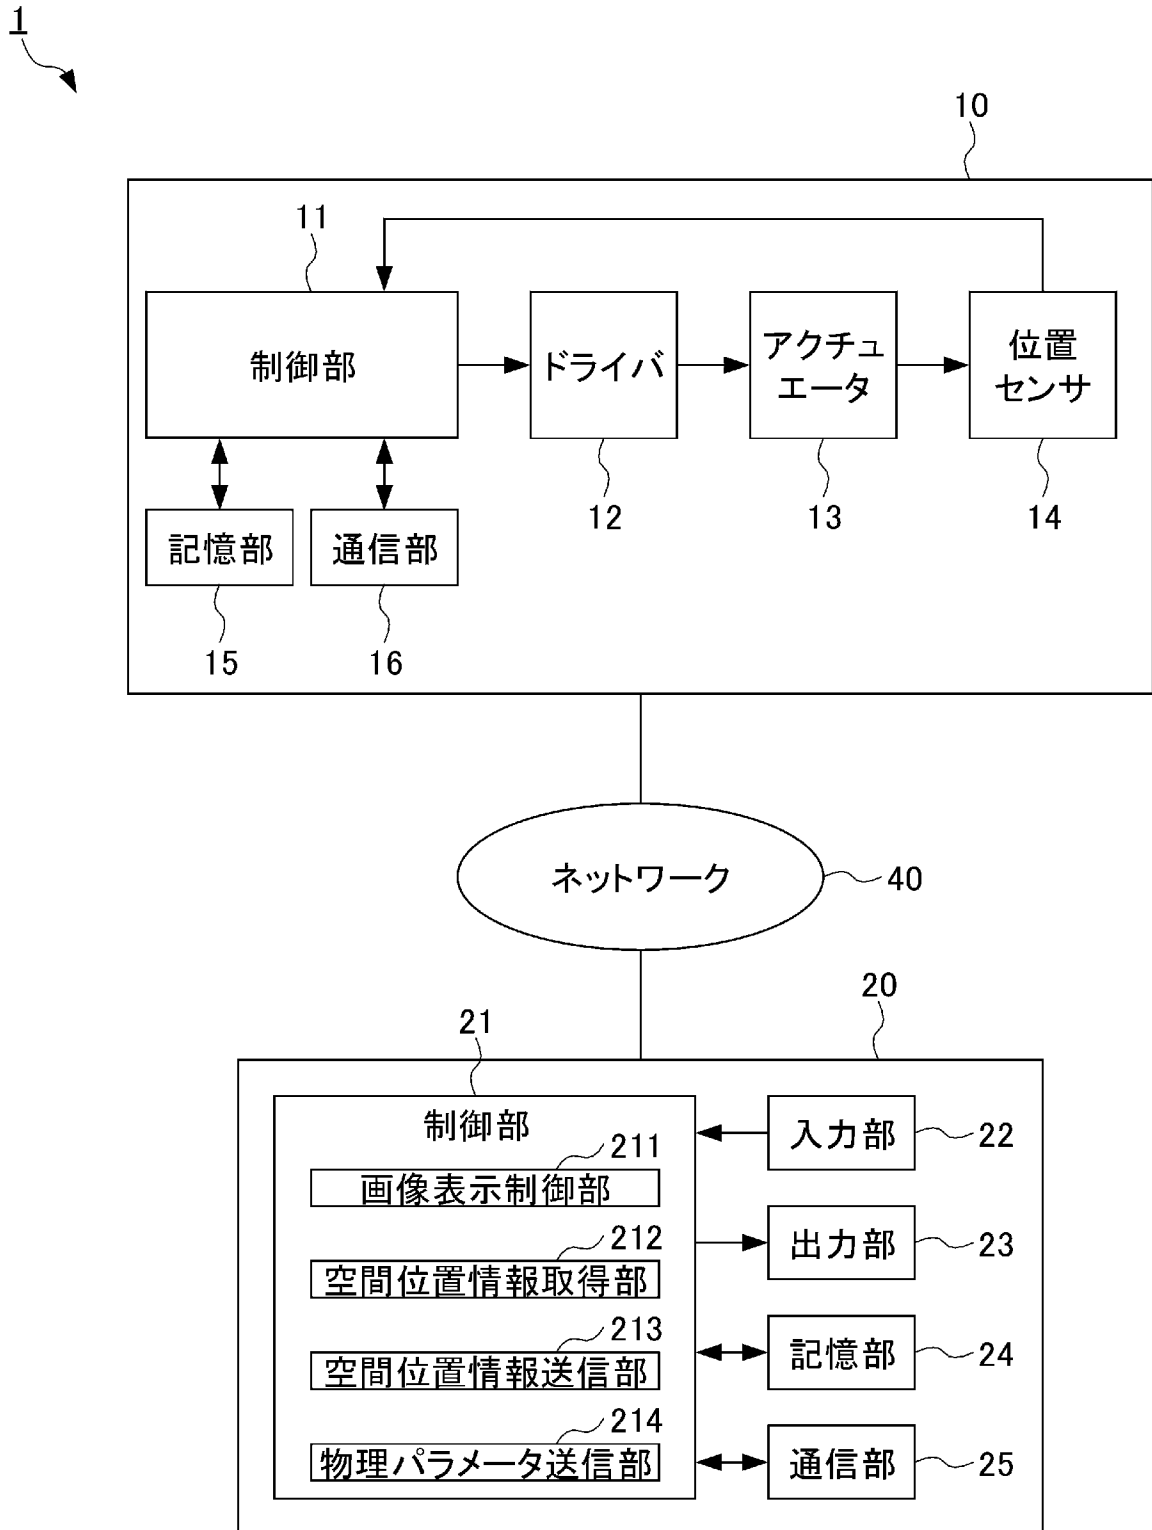 1
10
11
制御部
ドライバ
アクチュ
エータ
位置
センサ
12
13
14
記憶部
通信部
15
16
ネットワーク
40
20
21
制御部
211
画像表示制御部
212
空間位置情報取得部
213
空間位置情報送信部
214
物理パラメータ送信部
入力部
22
出力部
23
記憶部
24
通信部
25